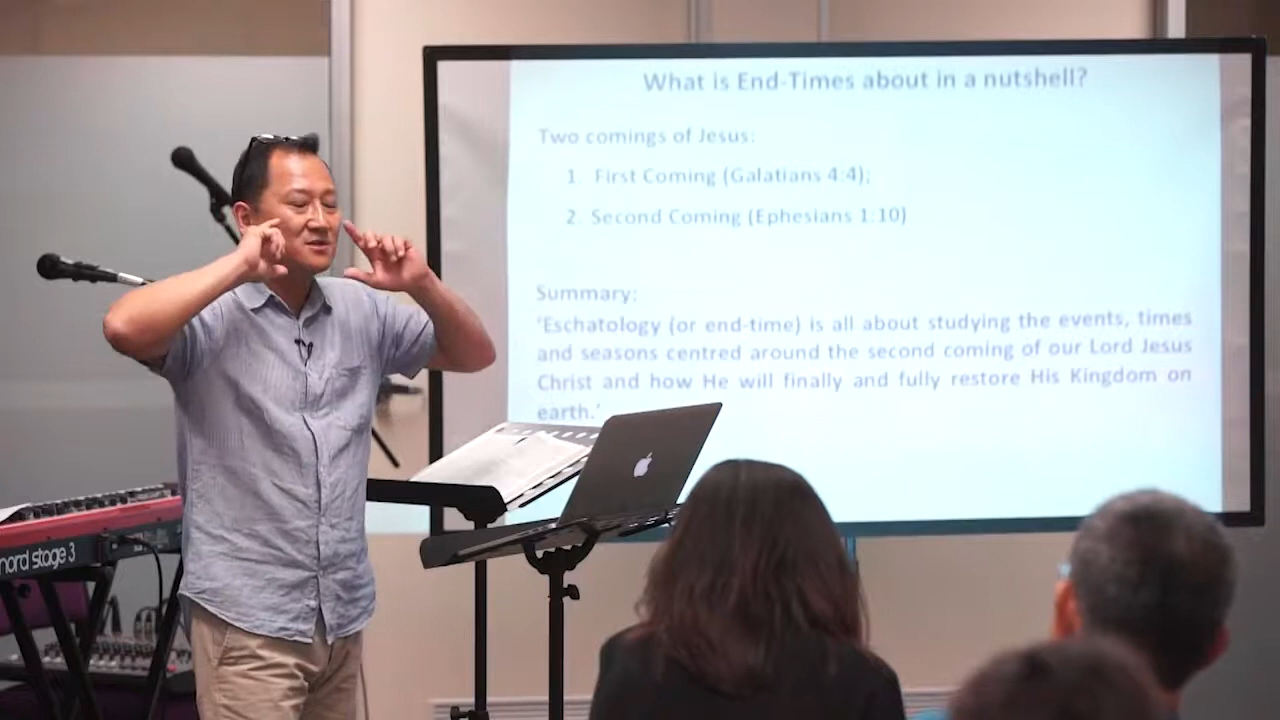 What is End-Times about in a nutshell?
Two comings of Jesus:
1. First Coming (Galatians 4:4);
2. Second Coming (Ephesians 1:10)
Summary:
'Eschatology (or end-time) is all about studying the events, times
and seasons centred around the second coming of our Lord Jesus
Christ and how He will finally and fully restore His Kingdom on
earth.'
nord stage 3